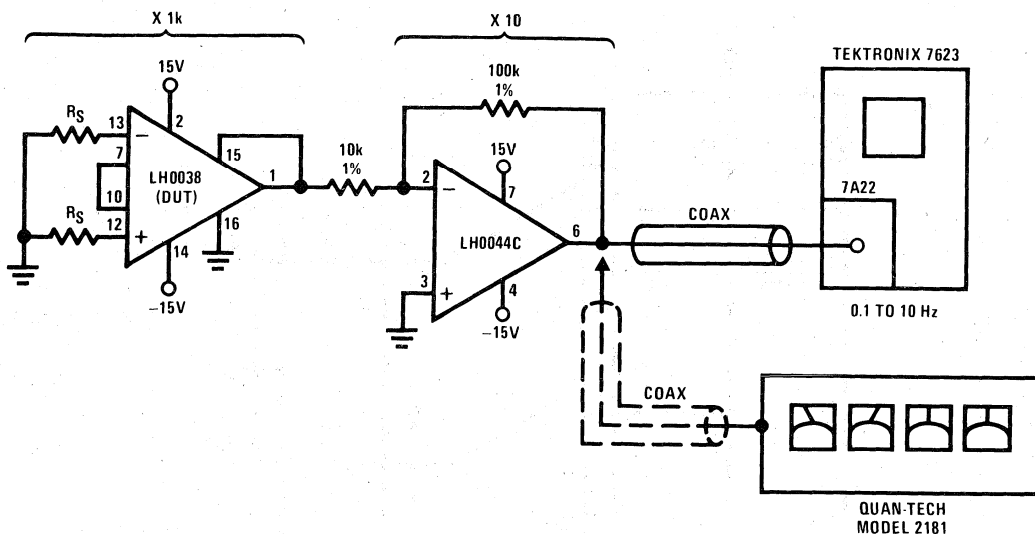 X 1k
X 10
TEKTRONIX 7623
15V
100k
1%
RS
13
−
2
7
15
10k
1%
15V
LH0038
(DUT)
1
2
−
7
7A22
10
COAX
RS
12
+
16
LH0044C
6
14
3
+
4
−15V
−15V
0.1 TO 10 Hz
COAX
QUAN-TECH
MODEL 2181